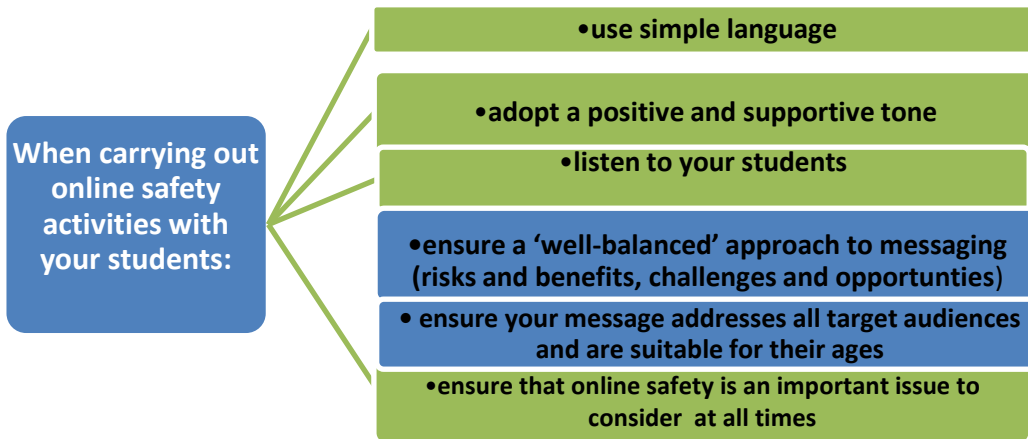 When carrying out
online safety
activities with
your students:
•use simple language
•adopt a positive and supportive tone
•listen to your students
•ensure a ‘well-balanced’ approach to messaging
(risks and benefits, challenges and opportunties)
• ensure your message addresses all target audiences
and are suitable for their ages
•ensure that online safety is an important issue to
consider at all times